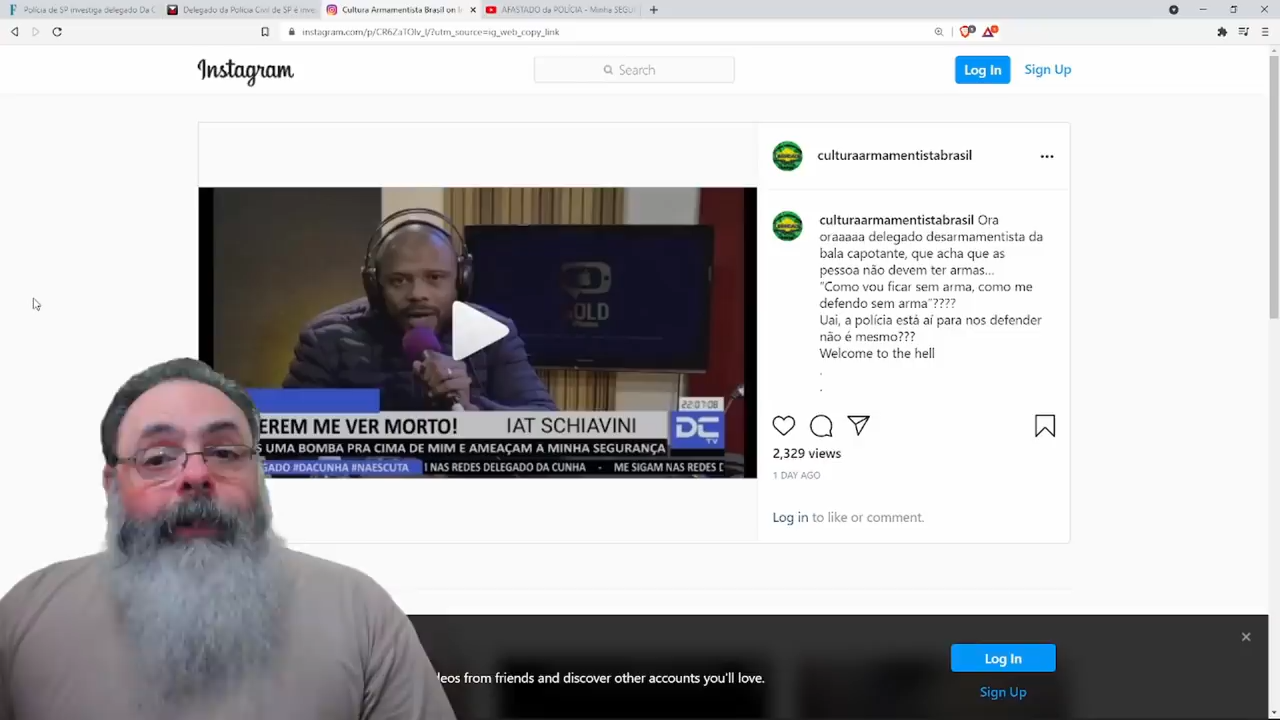 Polícia de SP investiga delegado Da C
Delegado da Polícia Civil de SP é inve
Cultura Armamentista Brasil on I
AFASTADO da POLÍCIA - Minha SEGU
instagram.com/p/CR6ZaTOlv_l/?utm_source=ig_web_copy_link
Instagram
Search
Log In
Sign Up
GOLD
EREM ME VER MORTO!
IAT SCHIAVINI
22:07:08
DC
TV
S UMA BOMBA PRA CIMA DE MIM E AMEAÇAM A MINHA SEGURANÇA
GADO #DACUNHA #NAESCUTA
I NAS REDES DELEGADO DA CUNHA - ME SIGAM NAS REDES D
culturaarmamentistabrasil
culturaarmamentistabrasil Ora
oraaaaa delegado desarmamentista da
bala capotante, que acha que as
pessoa não devem ter armas...
"Como vou ficar sem arma, como me
defendo sem arma"????
Uai, a polícia está aí para nos defender
não é mesmo???
Welcome to the hell
.
.
2,329 views
1 DAY AGO
Log in to like or comment.
deos from friends and discover other accounts you'll love.
Log In
Sign Up